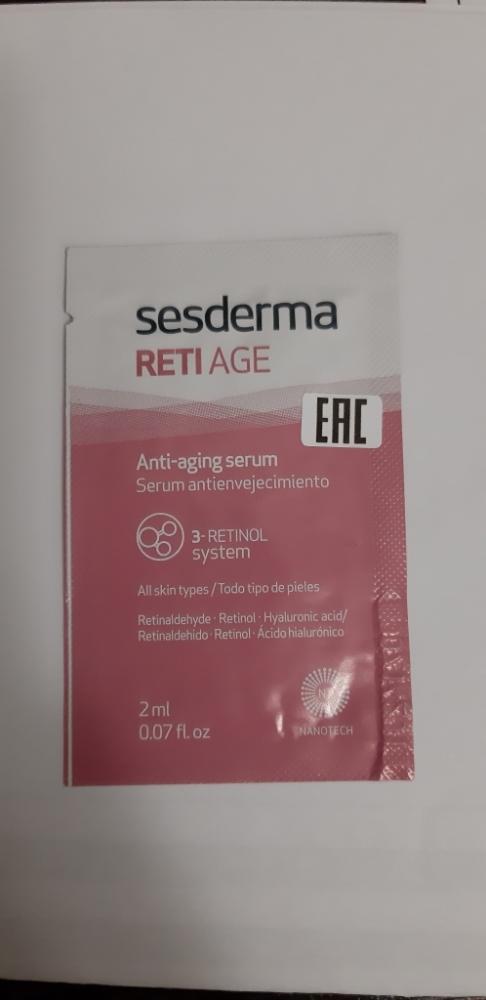 sesderma
RETI AGE
EAC
Anti-aging serum
Serum antienvejecimiento
3-RETINOL
system
All skin types / Todo tipo de pieles
Retinaldehyde · Retinol · Hyaluronic acid/
Retinaldehído · Retinol · Ácido hialurónico
2 ml
0.07 fl. oz
NANOTECH